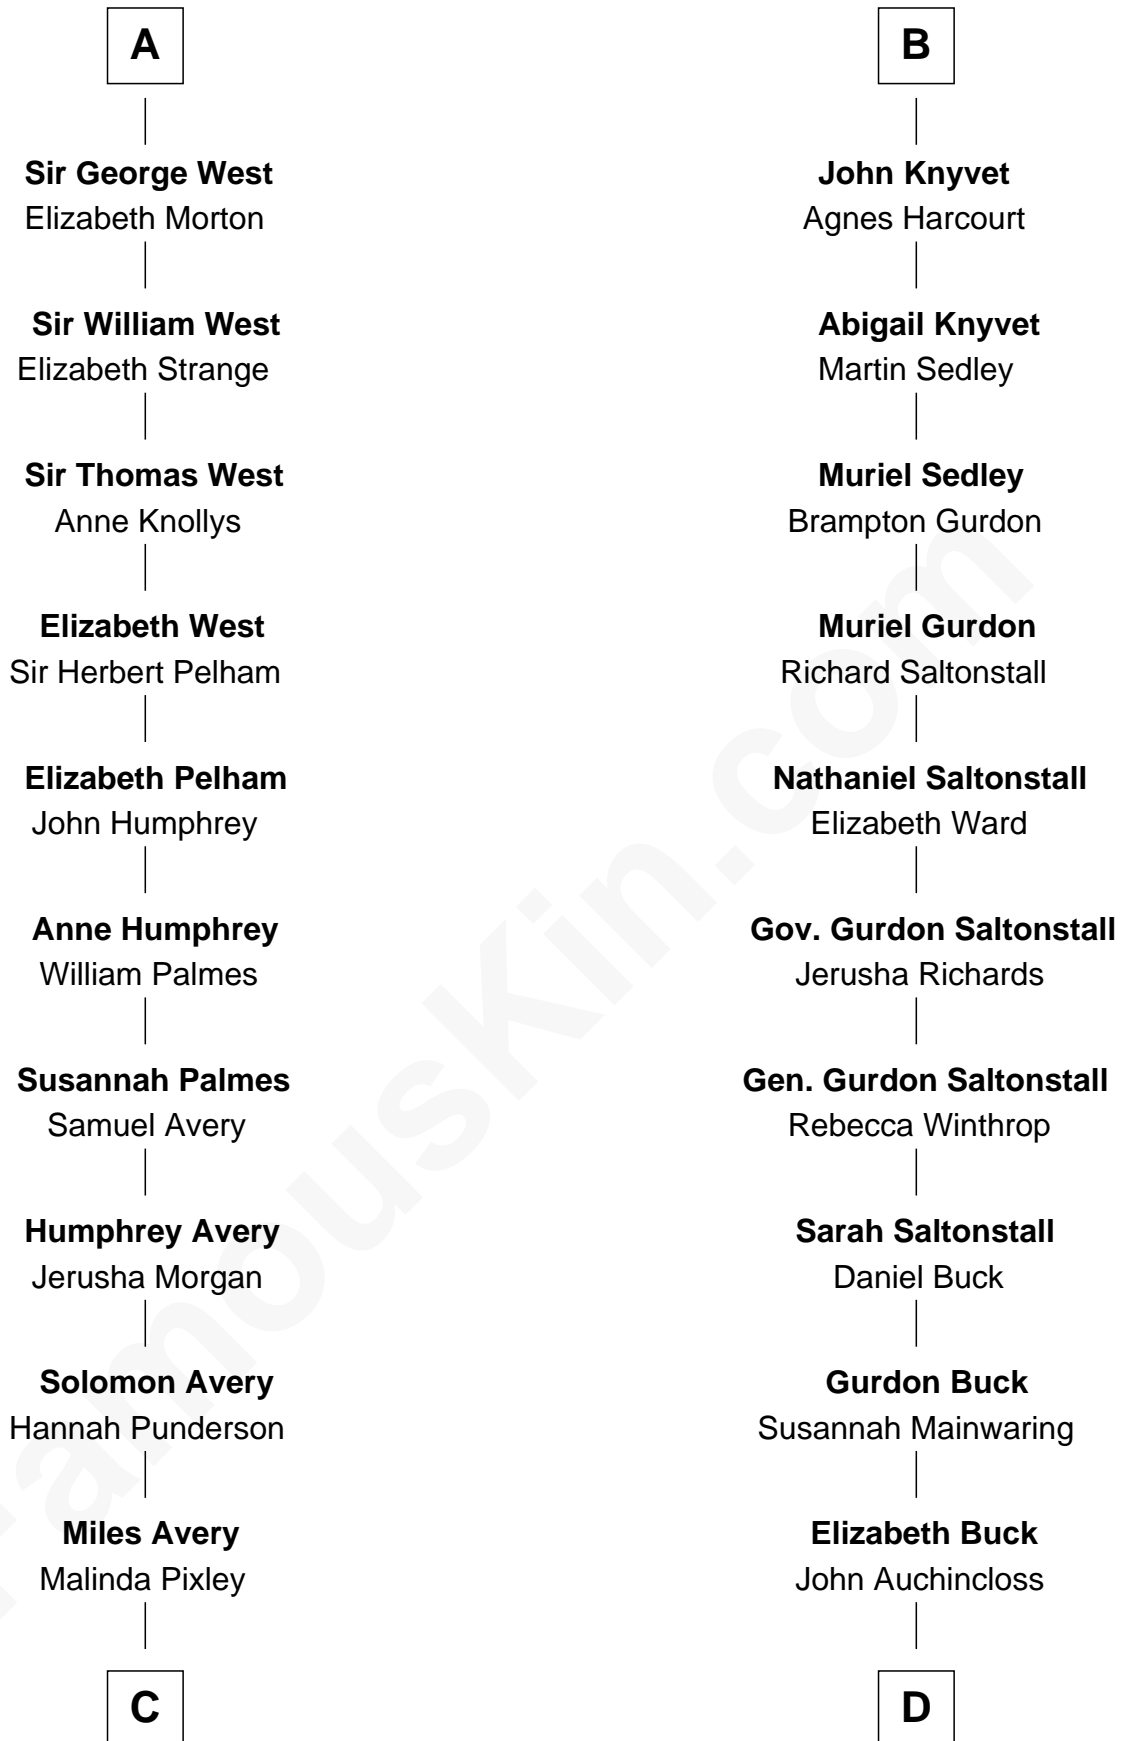 A
Sir George West
Elizabeth Morton
Sir William West
Elizabeth Strange
Sir Thomas West
Anne Knollys
Elizabeth West
Sir Herbert Pelham
Elizabeth Pelham
John Humphrey
Anne Humphrey
William Palmes
Susannah Palmes
Samuel Avery
Humphrey Avery
Jerusha Morgan
Solomon Avery
Hannah Punderson
Miles Avery
Malinda Pixley
C
B
John Knyvet
Agnes Harcourt
Abigail Knyvet
Martin Sedley
Muriel Sedley
Brampton Gurdon
Muriel Gurdon
Richard Saltonstall
Nathaniel Saltonstall
Elizabeth Ward
Gov. Gurdon Saltonstall
Jerusha Richards
Gen. Gurdon Saltonstall
Rebecca Winthrop
Sarah Saltonstall
Daniel Buck
Gurdon Buck
Susannah Mainwaring
Elizabeth Buck
John Auchincloss
D
FamousKin.com